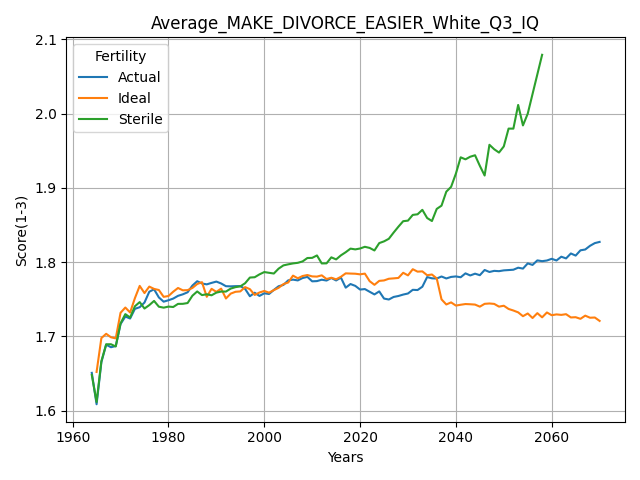 Average_MAKE_DIVORCE_EASIER_White_Q3_IQ
Fertility
Actual
Ideal
Sterile
Score(1-3)
2.1
2.0
1.9
1.8
1.7
1.6
1960
1980
2000
2020
2040
2060
Years